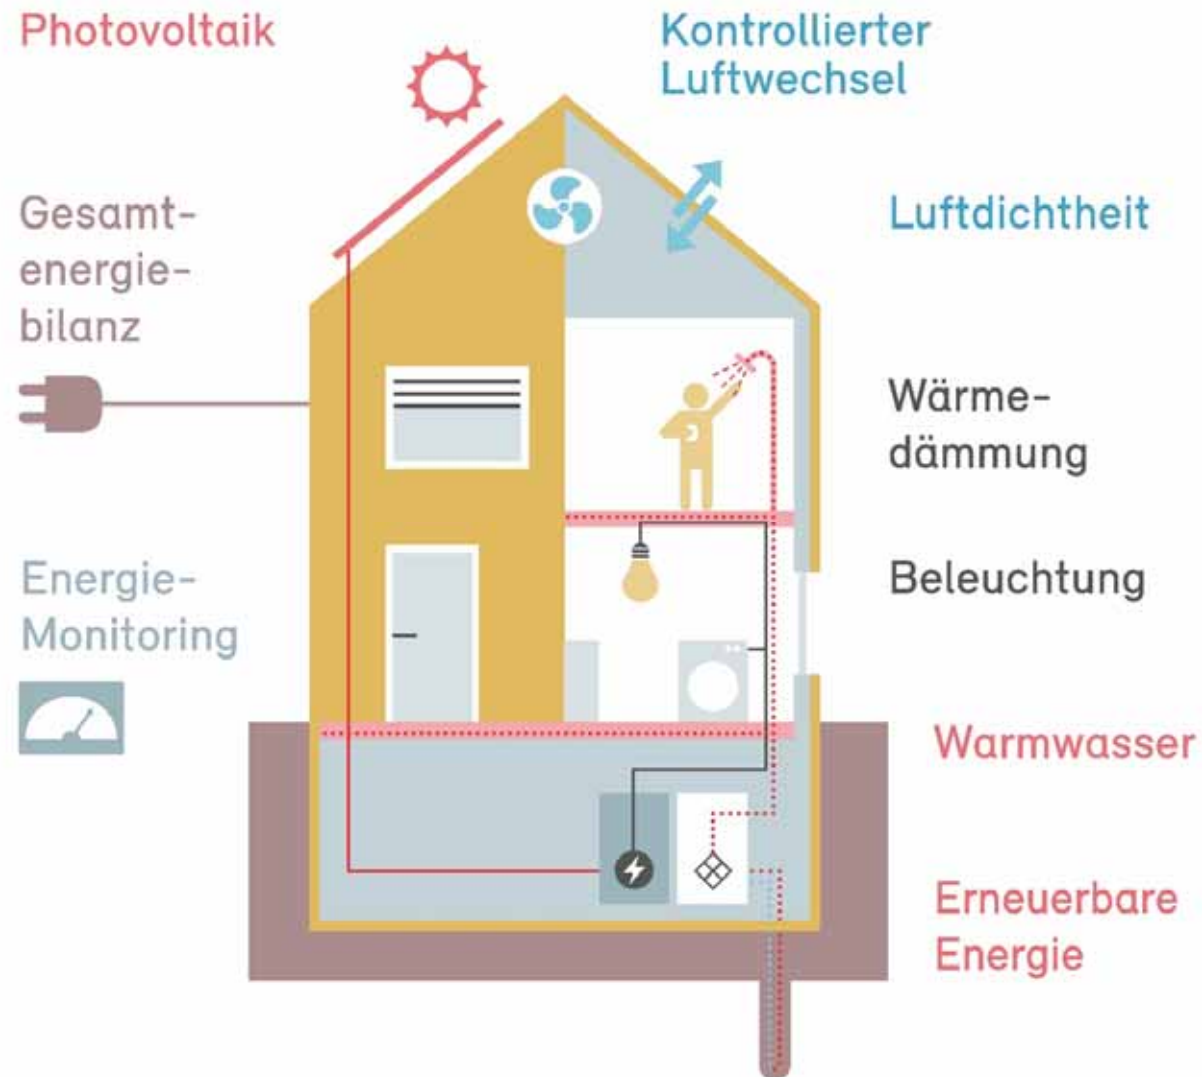 Photovoltaik
Kontrollierter
Luftwechsel
Gesamt-
energie-
bilanz
Luftdichtheit
Wärme-
dämmung
Energie-
Monitoring
Beleuchtung
Warmwasser
Erneuerbare
Energie